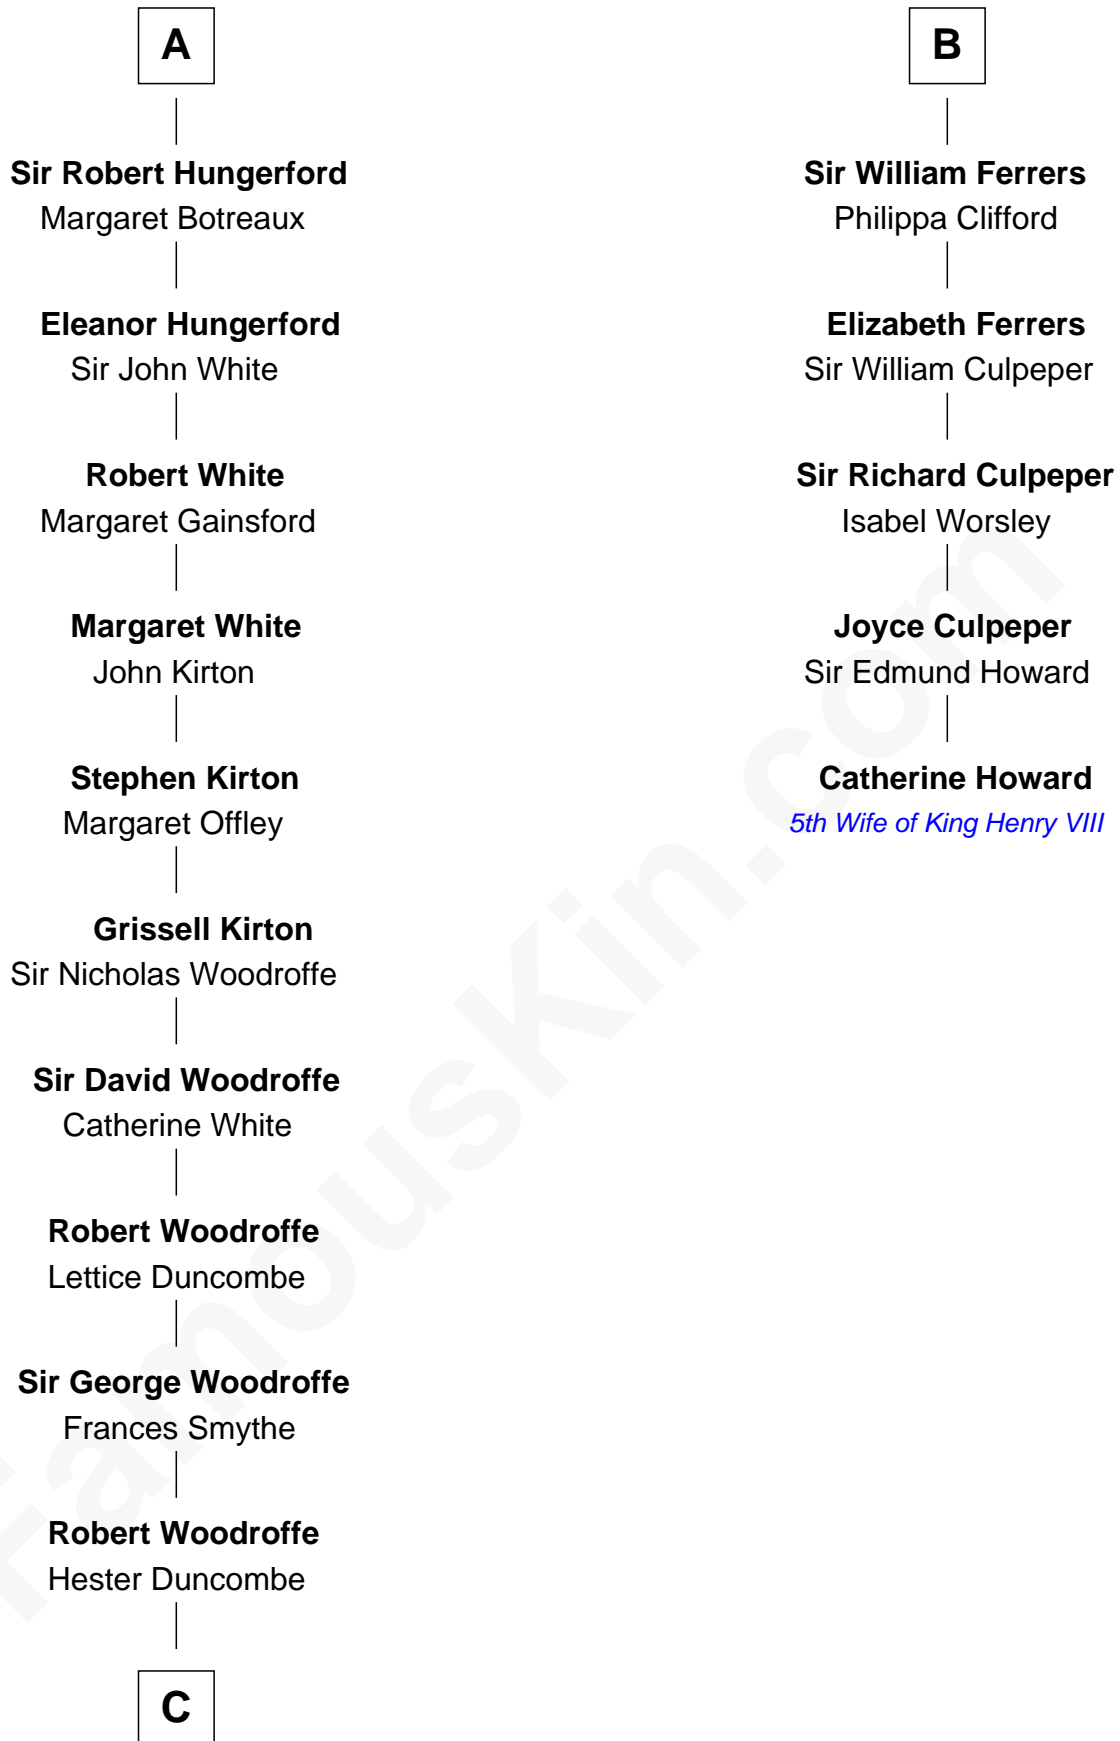 A
Sir Robert Hungerford
Margaret Botreaux
Eleanor Hungerford
Sir John White
Robert White
Margaret Gainsford
Margaret White
John Kirton
Stephen Kirton
Margaret Offley
Grissell Kirton
Sir Nicholas Woodroffe
Sir David Woodroffe
Catherine White
Robert Woodroffe
Lettice Duncombe
Sir George Woodroffe
Frances Smythe
Robert Woodroffe
Hester Duncombe
C
B
Sir William Ferrers
Philippa Clifford
Elizabeth Ferrers
Sir William Culpeper
Sir Richard Culpeper
Isabel Worsley
Joyce Culpeper
Sir Edmund Howard
Catherine Howard
5th Wife of King Henry VIII
FamousKin.com